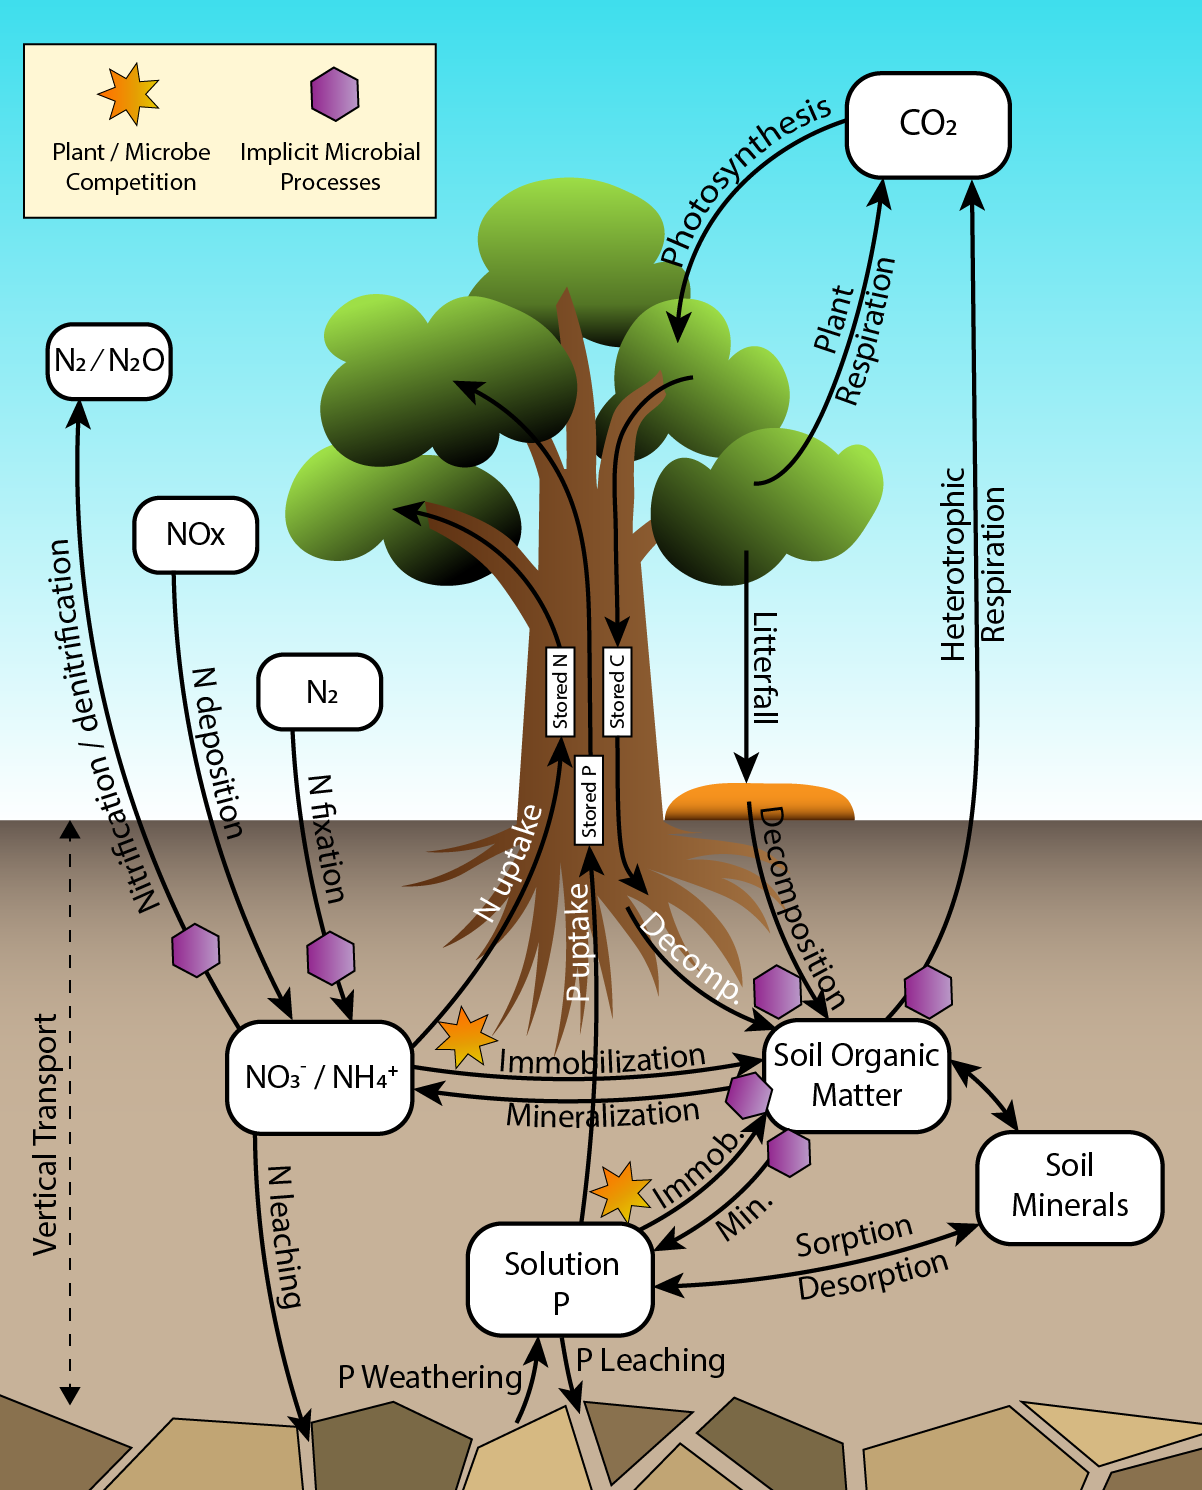 Plant / Microbe
Competition
Implicit Microbial
Processes
CO₂
Photosynthesis
Plant
Respiration
N₂ / N₂O
Heterotrophic
Respiration
NOx
Nitrification / denitrification
N deposition
N₂
N fixation
Stored N
Stored C
Stored P
Litterfall
N uptake
P uptake
Decomp.
Decomposition
Vertical Transport
NO₃⁻ / NH₄⁺
Immobilization
Mineralization
Soil Organic
Matter
Immob.
Min.
Soil
Minerals
N leaching
Solution
P
Sorption
Desorption
P Weathering
P Leaching